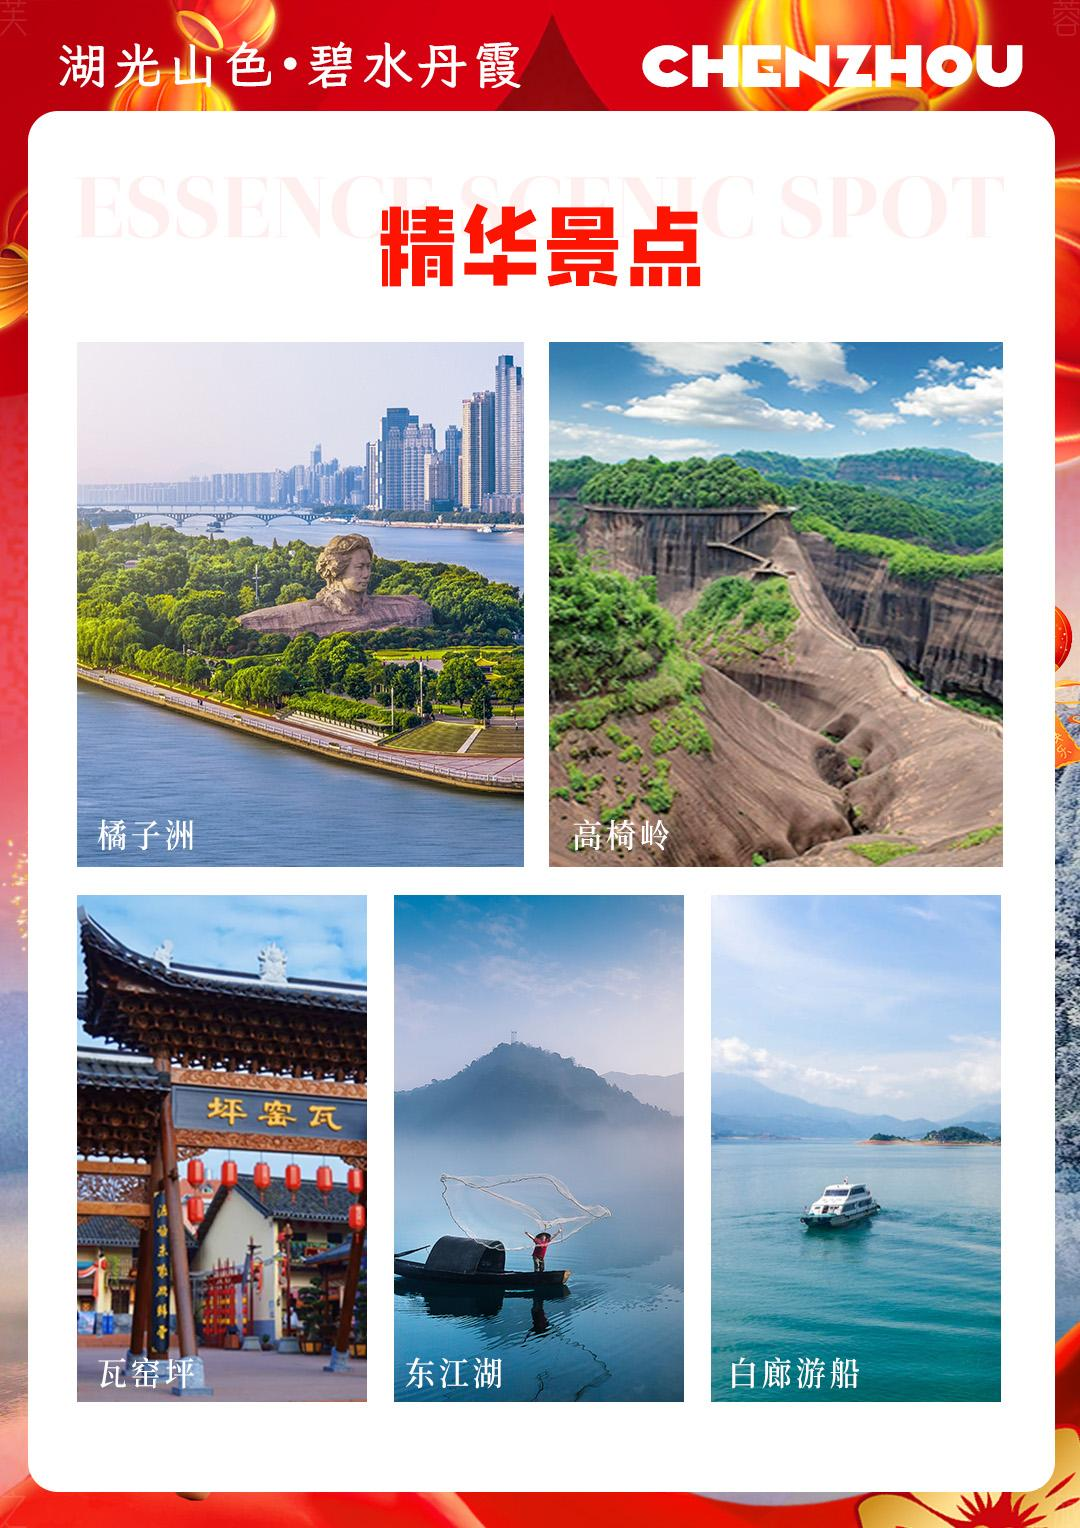 湖光山色·碧水丹霞
CHENZHOU
ESSENCE SCENIC SPOT
精华景点
橘子洲
高椅岭
坪窑瓦
瓦窑坪
东江湖
白廊游船